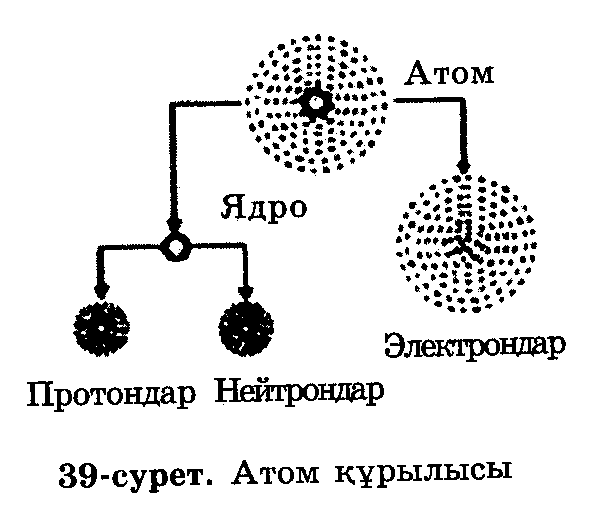 Атом
Ядро
Электрондар
Протондар Нейтрондар
39-сурет. Атом құрылысы